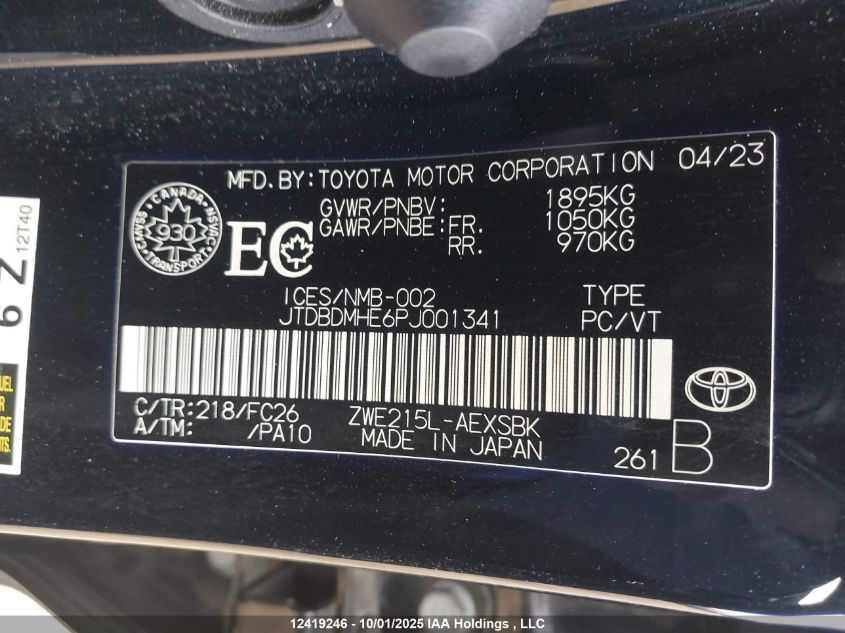 MFD.BY:TOYOTA MOTOR CORPORATION 04/23
GVWR/PNBV: 1895KG
GAWR/PNBE:FR. 1050KG
RR. 970KG
CANADA
930
TRANSPORT
EC
ICES/NMB-002 TYPE
JTDBDMHE6PJ001341 PC/VT
C/TR:218/FC26 ZWE215L-AEXSBK
A/TM: /PA10 MADE IN JAPAN
261 B
6 Z
12T40
12419246 - 10/01/2025 IAA Holdings , LLC